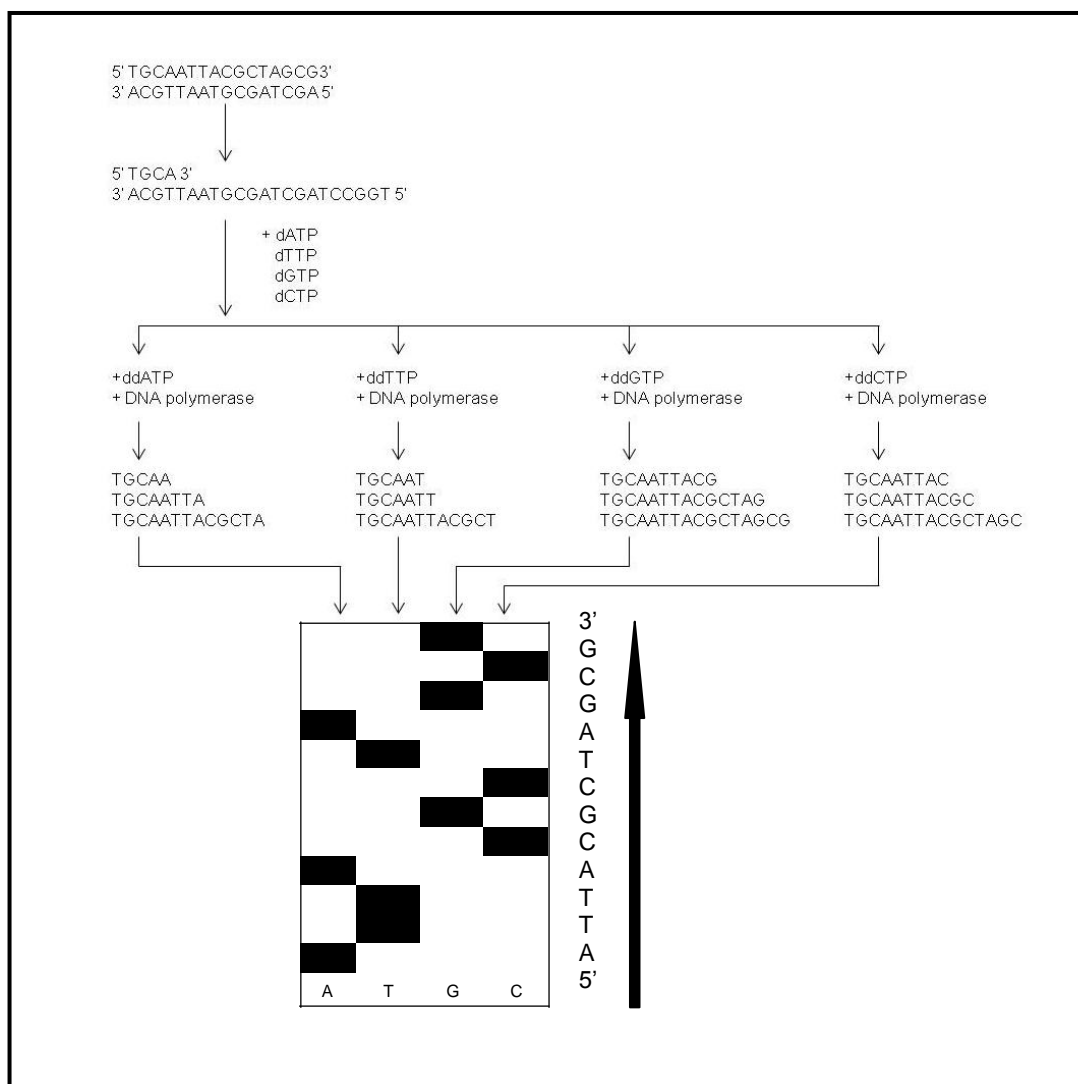 5' TGCAATTACGCTAGCG3'
3' ACGTTAATGCGATCGA 5'
5' TGCA 3'
3' ACGTTAATGCGATCGATCCGGT 5'
+ dATP
dTTP
dGTP
dCTP
+ddATP
+ DNA polymerase
+ddTTP
+ DNA polymerase
+ddGTP
+ DNA polymerase
+ddCTP
+ DNA polymerase
TGCAA
TGCAATTA
TGCAATTACGCTA
TGCAAT
TGCAATT
TGCAATTACGCT
TGCAATTACG
TGCAATTACGCTAG
TGCAATTACGCTAGCG
TGCAATTAC
TGCAATTACGC
TGCAATTACGCTAGC
3’
G
C
G
A
T
C
G
C
A
T
T
A
5’
A T G C